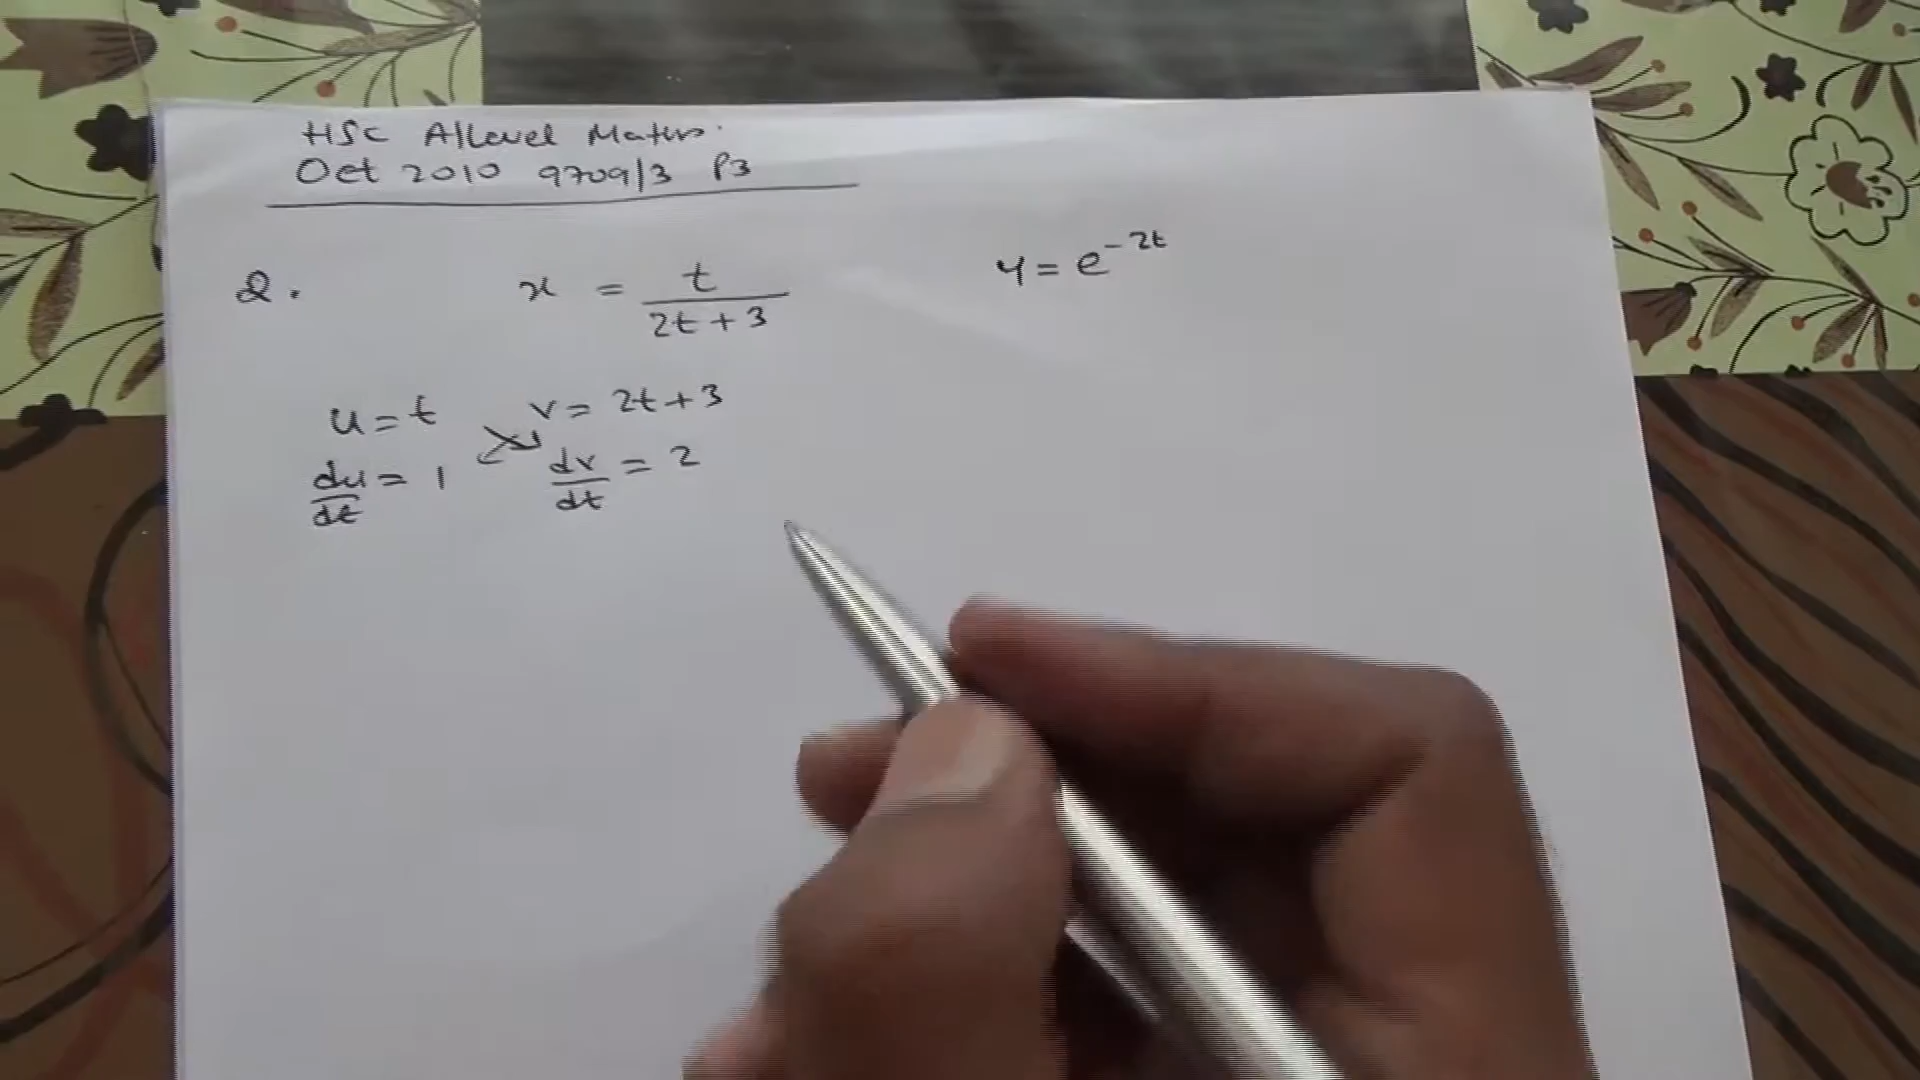 HSC A/Level Maths.
Oct 2010 9709/3 P3
2. x = t / 2t + 3 y = e^-2t
u = t v = 2t + 3
du/dt = 1 dv/dt = 2